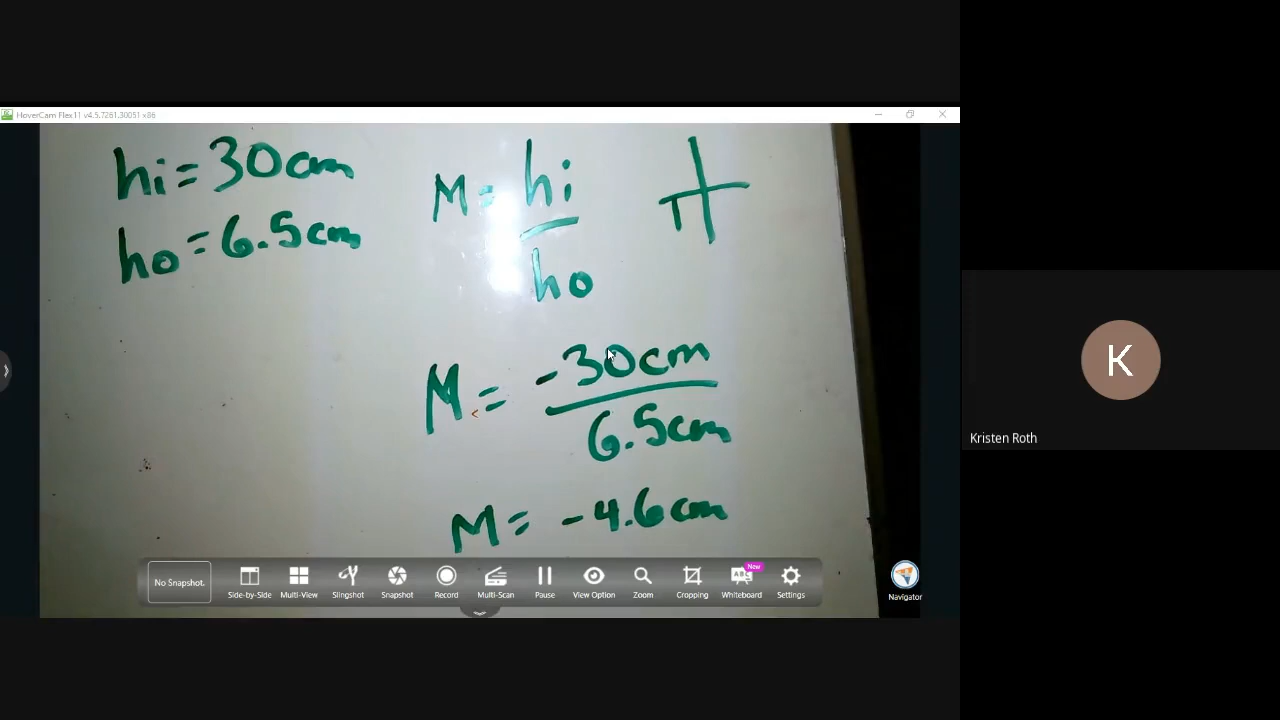 HoverCam Flex11 v4.5.7261.30051 x86
hi = 30cm
ho = 6.5cm
M = hi
ho
M = -30cm
6.5cm
M = -4.6cm
No Snapshot.
Side-by-Side
Multi-View
Slingshot
Snapshot
Record
Multi-Scan
Pause
View Option
Zoom
Cropping
New
ABC
Whiteboard
Settings
Navigator
K
Kristen Roth